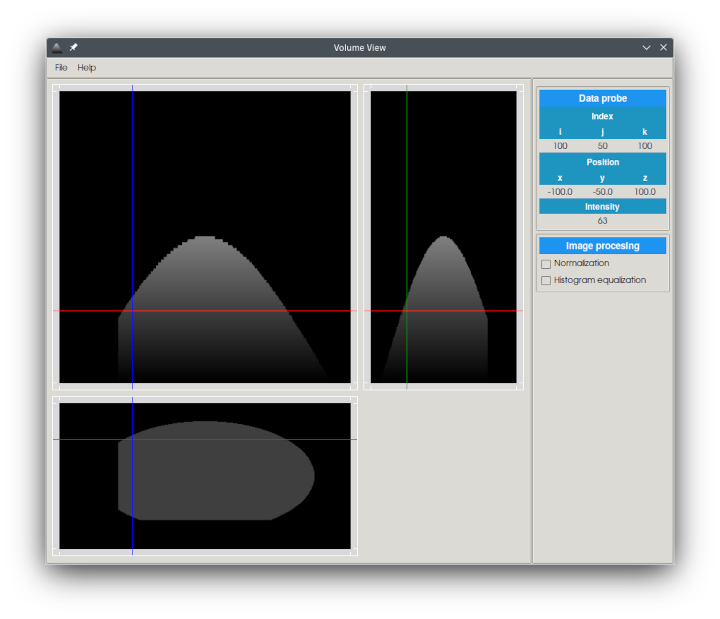 Volume View
File Help
Data probe
Index
i j k
100 50 100
Position
x y z
-100.0 -50.0 100.0
Intensity
63
Image procesing
Normalization
Histogram equalization